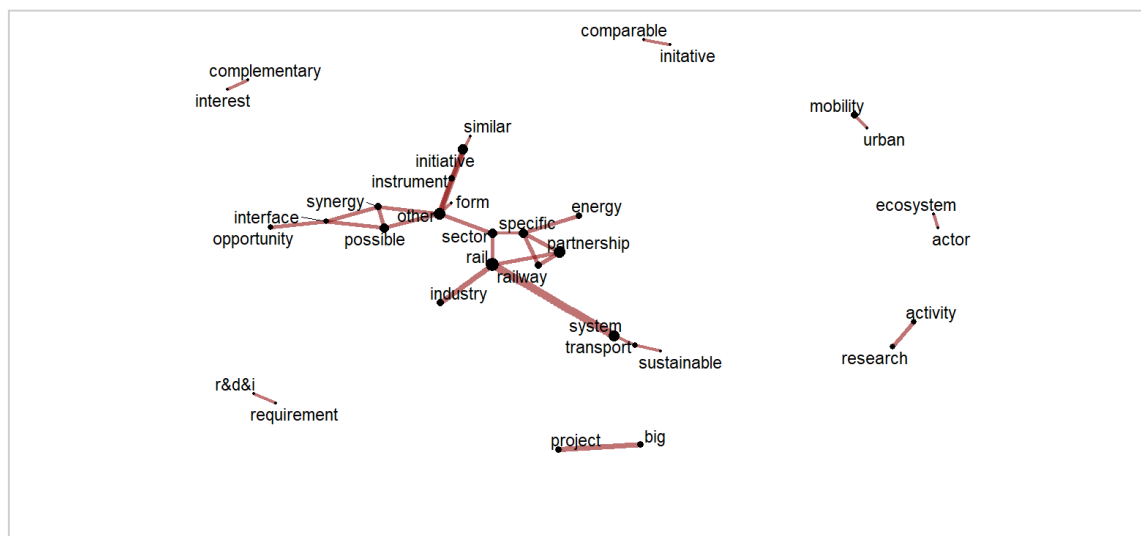 comparable
initative
complementary
interest
mobility
urban
similar
initiative
instrument
form
synergy
other
interface
opportunity
possible
energy
sector
specific
partnership
rail
railway
industry
ecosystem
actor
activity
research
system
transport
sustainable
r&d&i
requirement
project
big